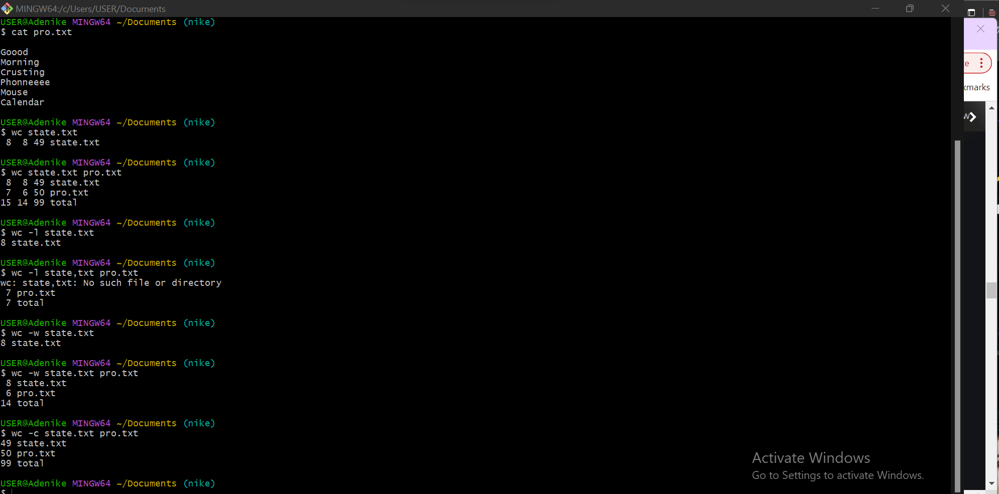 MINGW64:/c/Users/USER/Documents
USER@Adenike MINGW64 ~/Documents (nike)
$ cat pro.txt
Goood
Morning
Crusting
Phonneeee
Mouse
Calendar
USER@Adenike MINGW64 ~/Documents (nike)
$ wc state.txt
8 8 49 state.txt
USER@Adenike MINGW64 ~/Documents (nike)
$ wc state.txt pro.txt
8 8 49 state.txt
7 6 50 pro.txt
15 14 99 total
USER@Adenike MINGW64 ~/Documents (nike)
$ wc -l state.txt
8 state.txt
USER@Adenike MINGW64 ~/Documents (nike)
$ wc -l state,txt pro.txt
wc: state,txt: No such file or directory
7 pro.txt
7 total
USER@Adenike MINGW64 ~/Documents (nike)
$ wc -w state.txt
8 state.txt
USER@Adenike MINGW64 ~/Documents (nike)
$ wc -w state.txt pro.txt
8 state.txt
6 pro.txt
14 total
USER@Adenike MINGW64 ~/Documents (nike)
$ wc -c state.txt pro.txt
49 state.txt
50 pro.txt
99 total
USER@Adenike MINGW64 ~/Documents (nike)
$
Activate Windows
Go to Settings to activate Windows.
kmarks